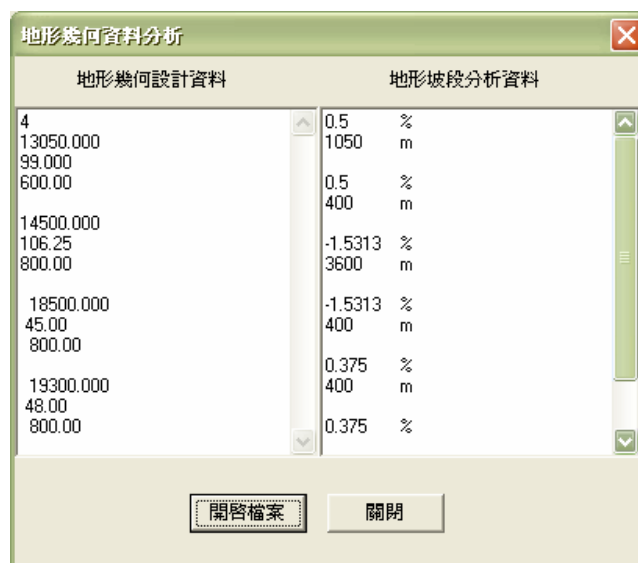 地形幾何資料分析
地形幾何設計資料
地形坡段分析資料
4
13050.000
99.000
600.00
14500.000
106.25
800.00
18500.000
45.00
800.00
19300.000
48.00
800.00
0.5 %
1050 m
0.5 %
400 m
-1.5313 %
3600 m
-1.5313 %
400 m
0.375 %
400 m
0.375 %
開啓檔案
關閉